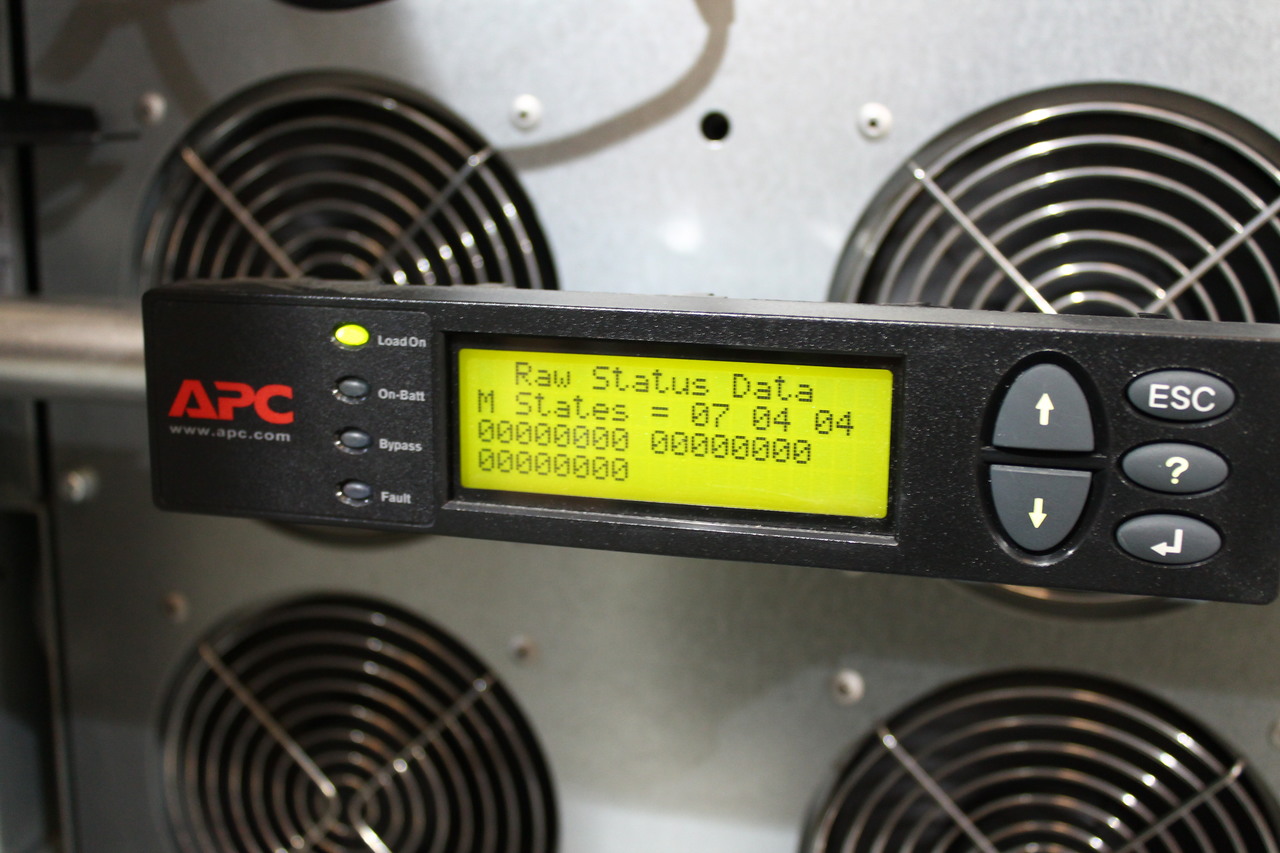 APC
www.apc.com
Load On
On-Batt
Bypass
Fault
Raw Status Data
M States = 07 04 04
00000000 00000000
00000000
ESC
?